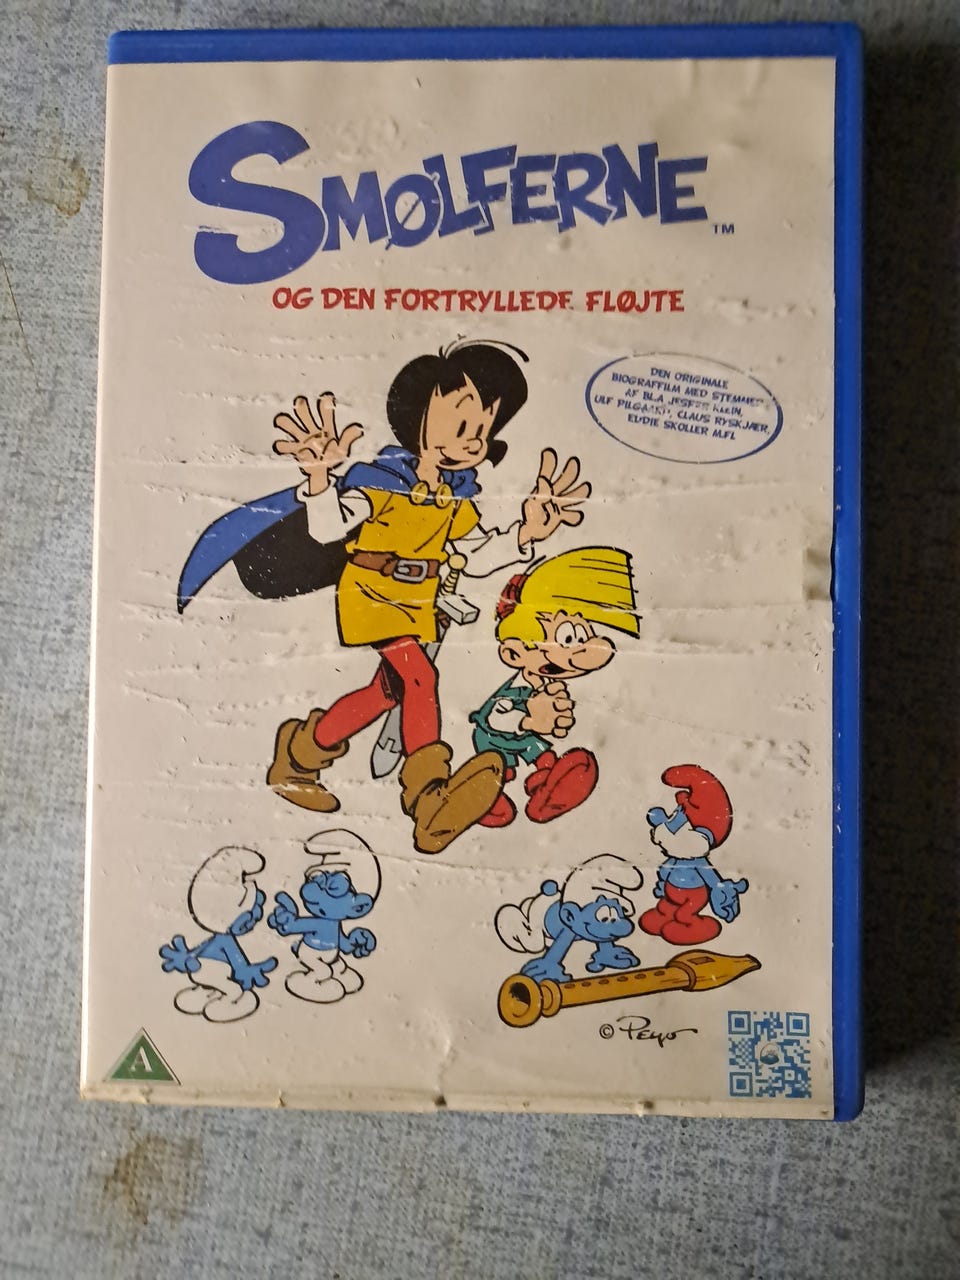 SMØLFERNE
TM
OG DEN FORTRYLLEDE FLØJTE
DEN ORIGINALE
BIOGRAFFILM MED STEMMER
AF BL.A JESPER KLEIN,
ULF PILGAARD, CLAUS RYSKJÆR,
EDDIE SKOLLER M.FL
© Peyo
A